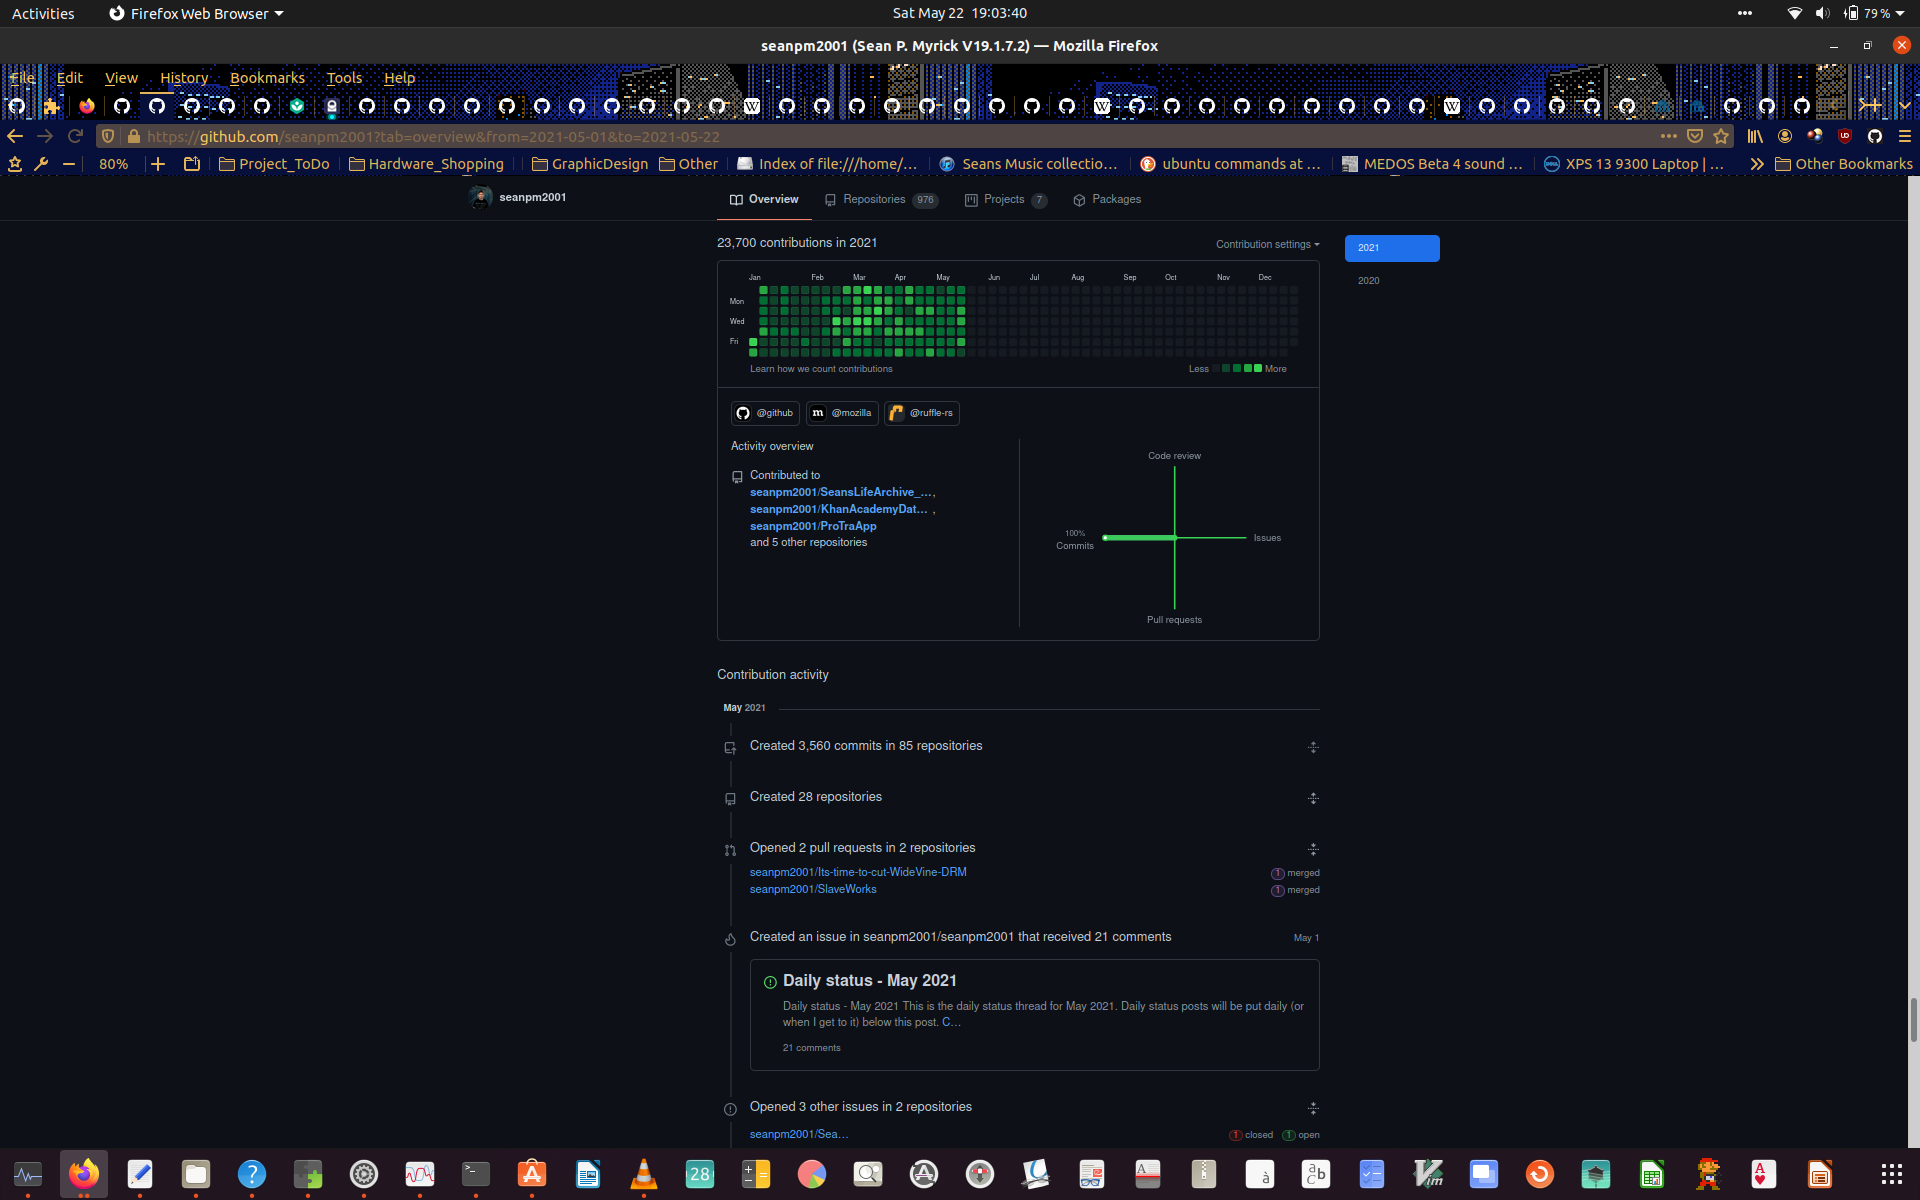 Activities
Firefox Web Browser
Sat May 22 19:03:40
79 %
seanpm2001 (Sean P. Myrick V19.1.7.2) — Mozilla Firefox
File Edit View History Bookmarks Tools Help
https://github.com/seanpm2001?tab=overview&from=2021-05-01&to=2021-05-22
80%
Project_ToDo
Hardware_Shopping
GraphicDesign
Other
Index of file:///home/...
Seans Music collectio...
ubuntu commands at ...
MEDOS Beta 4 sound ...
XPS 13 9300 Laptop | ...
Other Bookmarks
seanpm2001
Overview
Repositories 976
Projects 7
Packages
23,700 contributions in 2021
Contribution settings
2021
2020
Jan Feb Mar Apr May Jun Jul Aug Sep Oct Nov Dec
Mon
Wed
Fri
Learn how we count contributions
Less More
@github
@mozilla
@ruffle-rs
Activity overview
Contributed to
seanpm2001/SeansLifeArchive_...,
seanpm2001/KhanAcademyDat... ,
seanpm2001/ProTraApp
and 5 other repositories
Code review
100%
Commits
Issues
Pull requests
Contribution activity
May 2021
Created 3,560 commits in 85 repositories
Created 28 repositories
Opened 2 pull requests in 2 repositories
seanpm2001/Its-time-to-cut-WideVine-DRM
1 merged
seanpm2001/SlaveWorks
1 merged
Created an issue in seanpm2001/seanpm2001 that received 21 comments
May 1
Daily status - May 2021
Daily status - May 2021 This is the daily status thread for May 2021. Daily status posts will be put daily (or
when I get to it) below this post. C...
21 comments
Opened 3 other issues in 2 repositories
seanpm2001/Sea...
1 closed 1 open
28